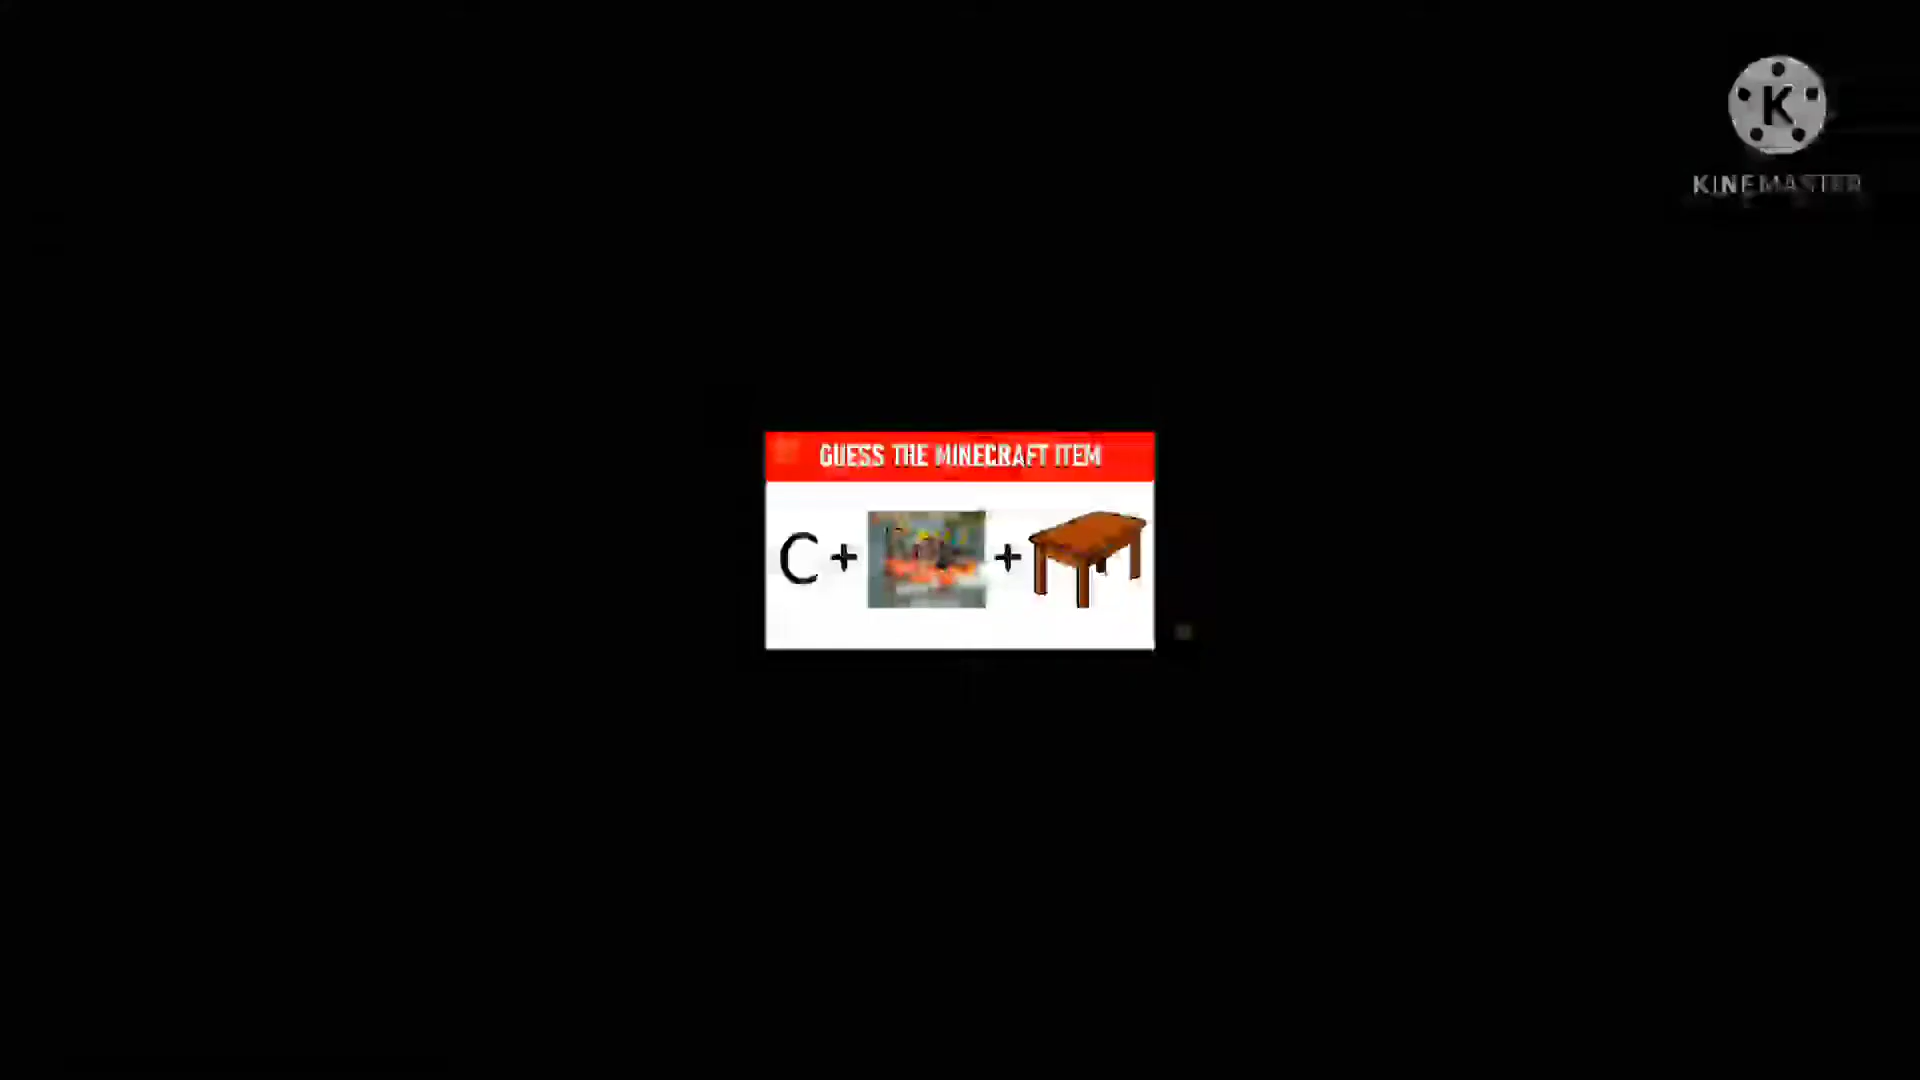 K
KINEMASTER
GUESS THE MINECRAFT ITEM
C + +